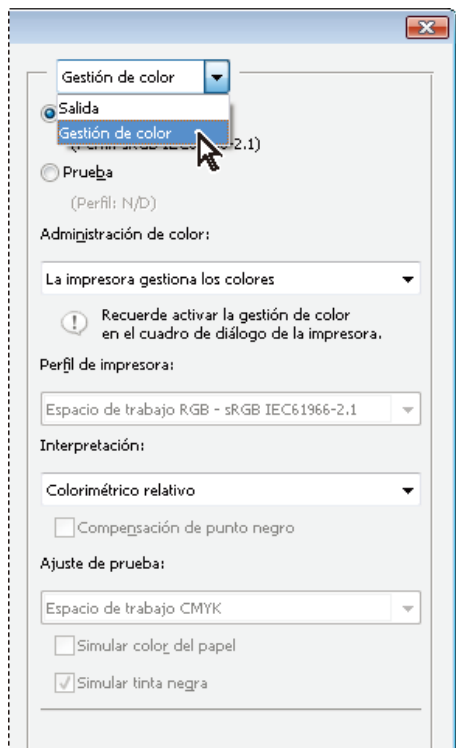 Gestión de color
Salida
Gestión de color
-2.1)
Prueba
(Perfil: N/D)
Administración de color:
La impresora gestiona los colores
Recuerde activar la gestión de color
en el cuadro de diálogo de la impresora.
Perfil de impresora:
Espacio de trabajo RGB - sRGB IEC61966-2.1
Interpretación:
Colorimétrico relativo
Compensación de punto negro
Ajuste de prueba:
Espacio de trabajo CMYK
Simular color del papel
Simular tinta negra